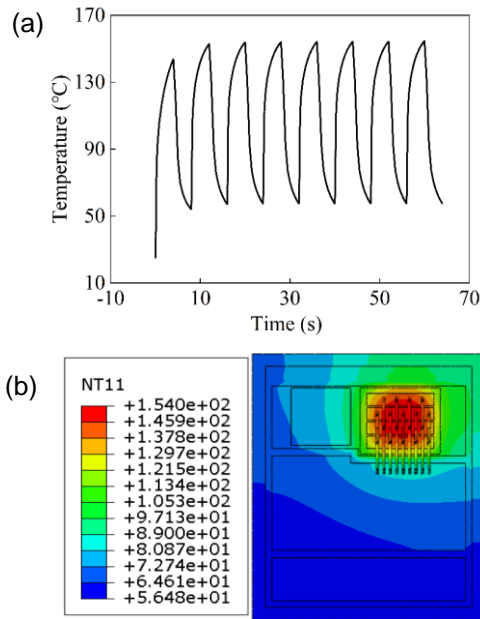 (a)
170
130
90
50
10
Temperature (°C)
-10 10 30 50 70
Time (s)
(b)
NT11
+1.540e+02
+1.459e+02
+1.378e+02
+1.297e+02
+1.215e+02
+1.134e+02
+1.053e+02
+9.713e+01
+8.900e+01
+8.087e+01
+7.274e+01
+6.461e+01
+5.648e+01